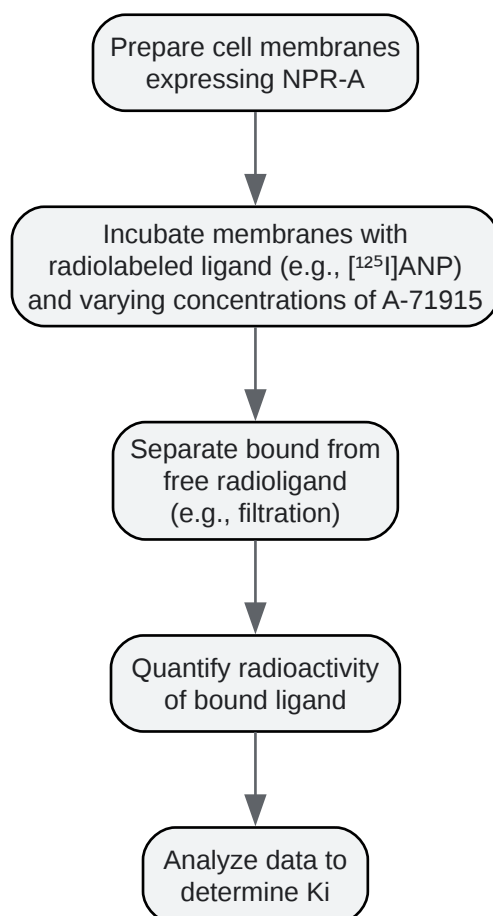 Prepare cell membranes
expressing NPR-A
Incubate membranes with
radiolabeled ligand (e.g., [¹²⁵I]ANP)
and varying concentrations of A-71915
Separate bound from
free radioligand
(e.g., filtration)
Quantify radioactivity
of bound ligand
Analyze data to
determine Ki